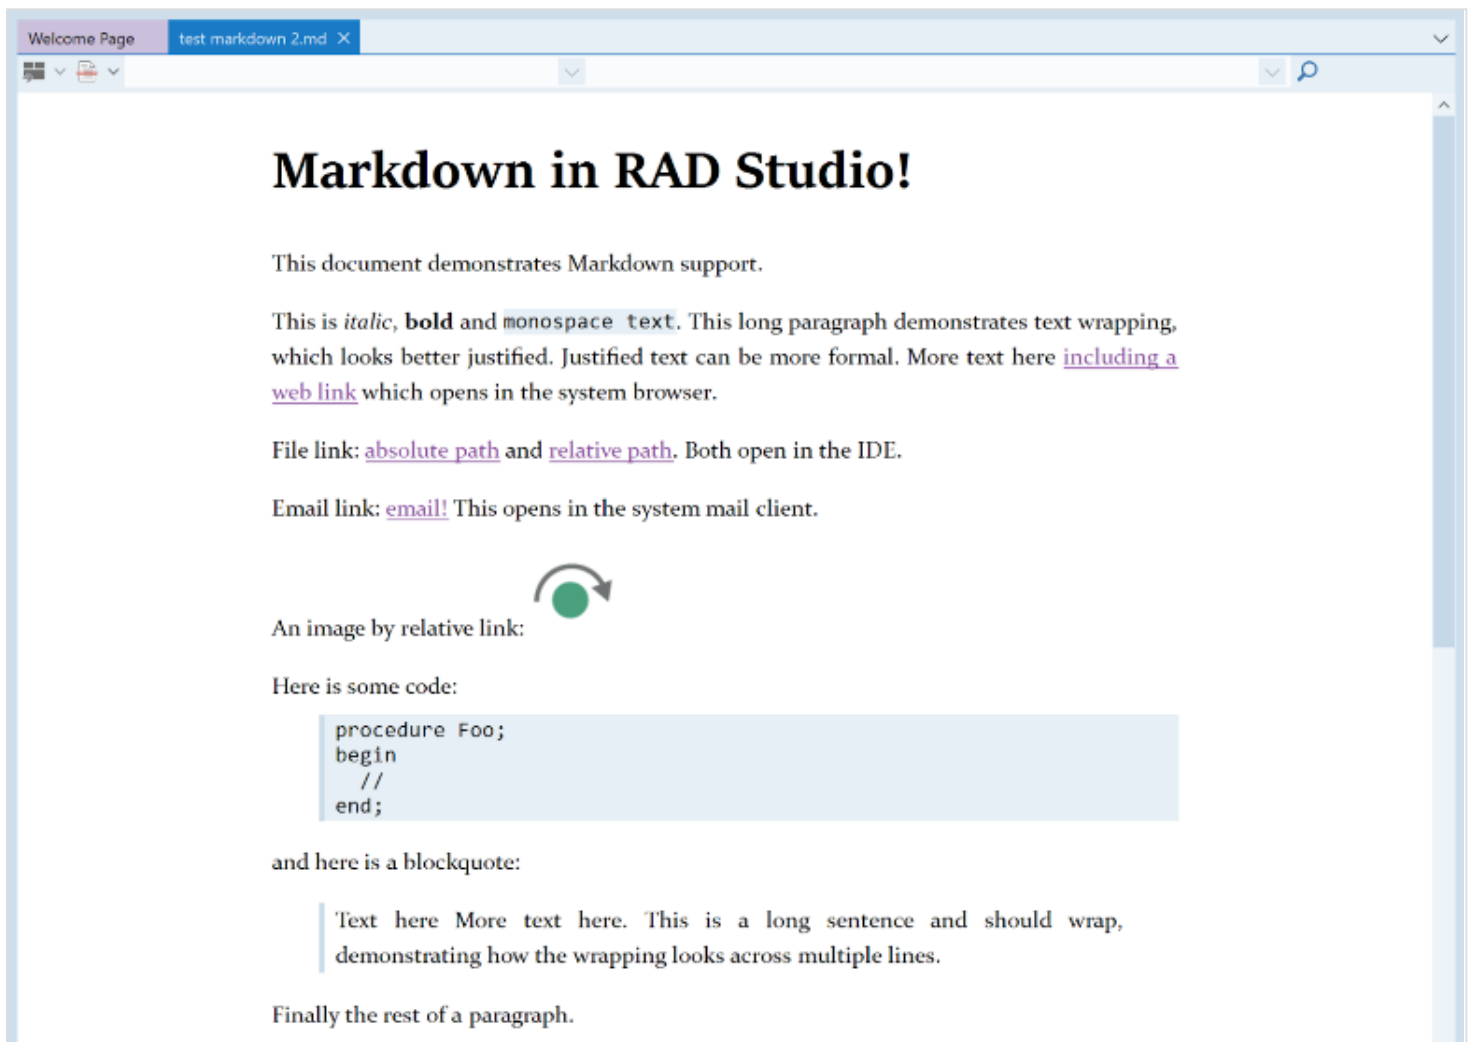 Welcome Page
test markdown 2.md
Markdown in RAD Studio!
This document demonstrates Markdown support.
This is italic, bold and monospace text. This long paragraph demonstrates text wrapping,
which looks better justified. Justified text can be more formal. More text here including a
web link which opens in the system browser.
File link: absolute path and relative path. Both open in the IDE.
Email link: email! This opens in the system mail client.
An image by relative link:
Here is some code:
procedure Foo;
begin
  //
end;
and here is a blockquote:
Text here More text here. This is a long sentence and should wrap,
demonstrating how the wrapping looks across multiple lines.
Finally the rest of a paragraph.